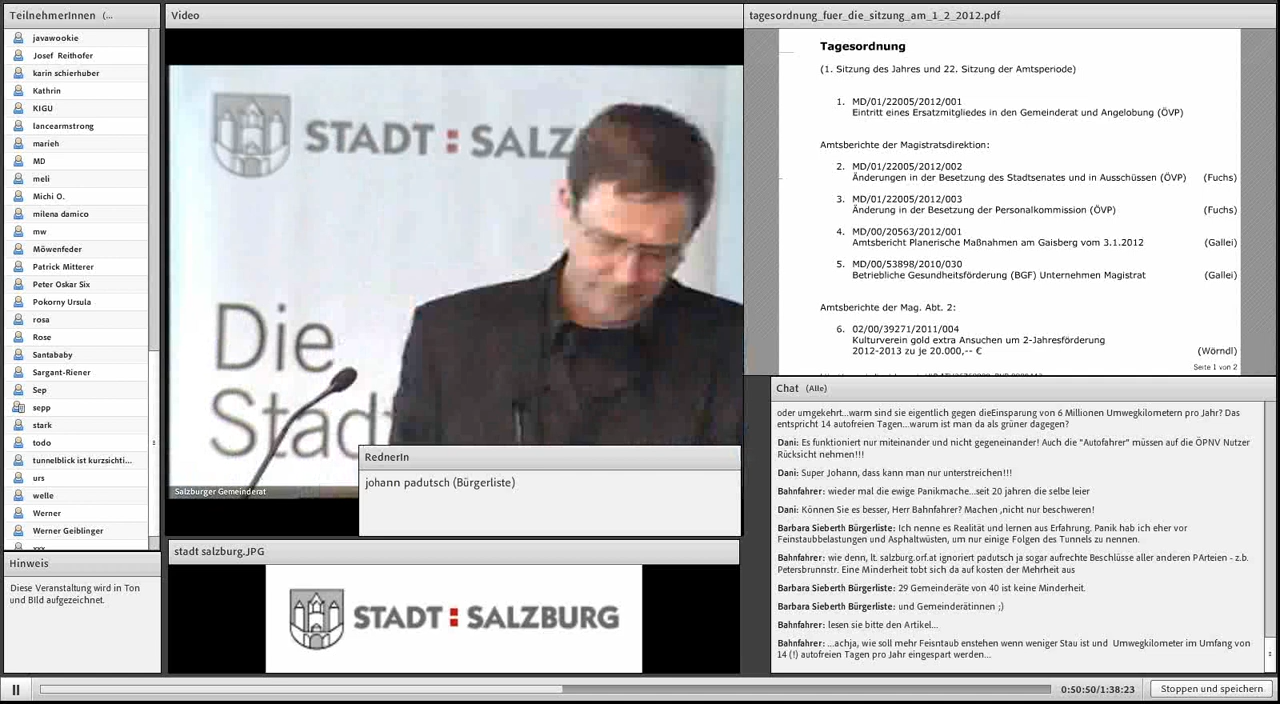 TeilnehmerInnen (...
javawookie
Josef Reithofer
karin schierhuber
Kathrin
KIGU
lancearmstrong
marieh
MD
meli
Michi O.
milena damico
mw
Möwenfeder
Patrick Mitterer
Peter Oskar Six
Pokorny Ursula
rosa
Rose
Santababy
Sargant-Riener
Sep
sepp
stark
todo
tunnelblick ist kurzsichti...
urs
welle
Werner
Werner Geiblinger
xxx
Hinweis
Diese Veranstaltung wird in Ton
und BIld aufgezeichnet.
Video
STADT:SALZ
Die
Stad
Salzburger Gemeinderat
RednerIn
johann padutsch (Bürgerliste)
stadt salzburg.JPG
STADT:SALZBURG
tagesordnung_fuer_die_sitzung_am_1_2_2012.pdf
Tagesordnung
(1. Sitzung des Jahres und 22. Sitzung der Amtsperiode)
1. MD/01/22005/2012/001
Eintritt eines Ersatzmitgliedes in den Gemeinderat und Angelobung (ÖVP)
Amtsberichte der Magistratsdirektion:
2. MD/01/22005/2012/002
Änderungen in der Besetzung des Stadtsenates und in Ausschüssen (ÖVP) (Fuchs)
3. MD/01/22005/2012/003
Änderung in der Besetzung der Personalkommission (ÖVP) (Fuchs)
4. MD/00/20563/2012/001
Amtsbericht Planerische Maßnahmen am Gaisberg vom 3.1.2012 (Gallei)
5. MD/00/53898/2010/030
Betriebliche Gesundheitsförderung (BGF) Unternehmen Magistrat (Gallei)
Amtsberichte der Mag. Abt. 2:
6. 02/00/39271/2011/004
Kulturverein gold extra Ansuchen um 2-Jahresförderung
2012-2013 zu je 20.000,-- € (Wörndl)
Seite 1 von 2
Chat (Alle)
oder umgekehrt...warm sind sie eigentlich gegen dieEinsparung von 6 Millionen Umwegkilometern pro Jahr? Das
entspricht 14 autofreien Tagen...warum ist man da als grüner dagegen?
Dani: Es funktioniert nur miteinander und nicht gegeneinander! Auch die "Autofahrer" müssen auf die ÖPNV Nutzer
Rücksicht nehmen!!!
Dani: Super Johann, dass kann man nur unterstreichen!!!
Bahnfahrer: wieder mal die ewige Panikmache...seit 20 jahren die selbe leier
Dani: Können Sie es besser, Herr Bahnfahrer? Machen ,nicht nur beschweren!
Barbara Sieberth Bürgerliste: Ich nenne es Realität und lernen aus Erfahrung. Panik hab ich eher vor
Feinstaubbelastungen und Asphaltwüsten, um nur einige Folgen des Tunnels zu nennen.
Bahnfahrer: wie denn, lt. salzburg.orf.at ignoriert padutsch ja sogar aufrechte Beschlüsse aller anderen PArteien - z.b.
Petersbrunnstr. Eine Minderheit tobt sich da auf kosten der Mehrheit aus
Barbara Sieberth Bürgerliste: 29 Gemeinderäte von 40 ist keine Minderheit.
Barbara Sieberth Bürgerliste: und Gemeinderätinnen ;)
Bahnfahrer: lesen sie bitte den Artikel...
Bahnfahrer: ...achja, wie soll mehr Feisntaub enstehen wenn weniger Stau ist und Umwegkilometer im Umfang von
14 (!) autofreien Tagen pro Jahr eingespart werden...
0:50:50/1:38:23
Stoppen und speichern